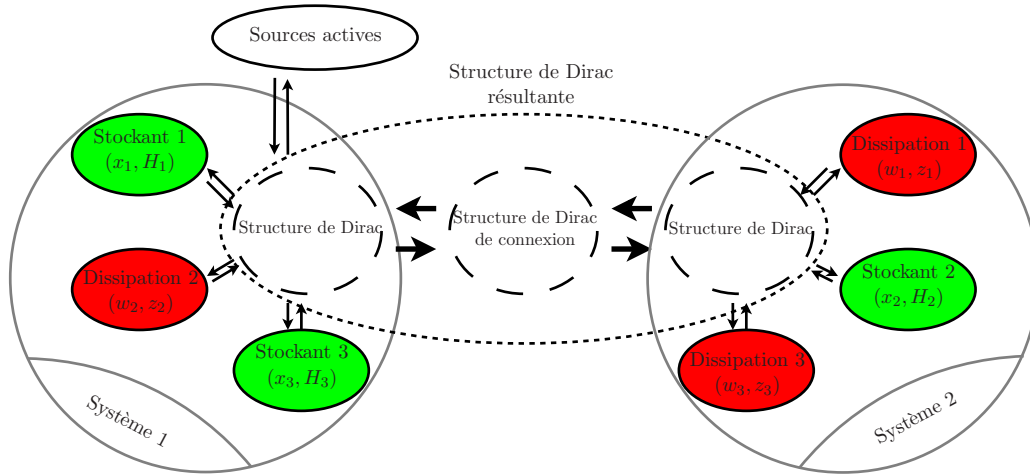 Sources actives
Structure de Dirac
résultante
Stockant 1
(x₁, H₁)
Dissipation 1
(w₁, z₁)
Structure de Dirac
Structure de Dirac
de connexion
Structure de Dirac
Dissipation 2
(w₂, z₂)
Stockant 2
(x₂, H₂)
Stockant 3
(x₃, H₃)
Dissipation 3
(w₃, z₃)
Système 1
Système 2